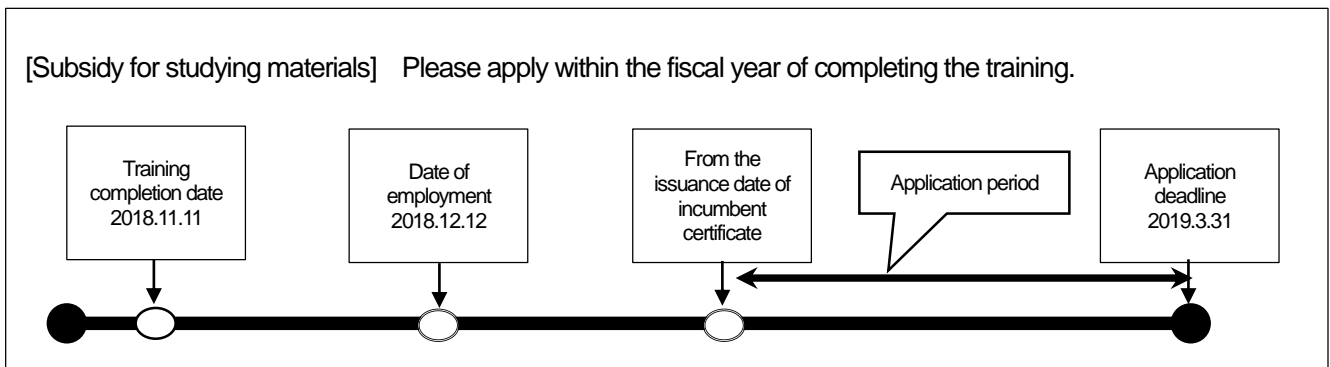 [Subsidy for studying materials] Please apply within the fiscal year of completing the training.
Training
completion date
2018.11.11
Date of
employment
2018.12.12
From the
issuance date of
incumbent
certificate
Application period
Application
deadline
2019.3.31